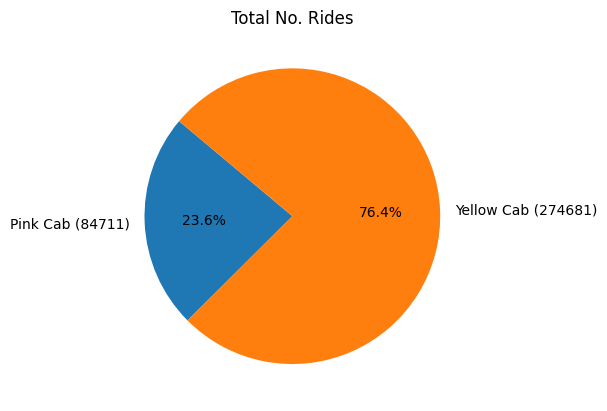 Total No. Rides
Pink Cab (84711)
23.6%
76.4%
Yellow Cab (274681)